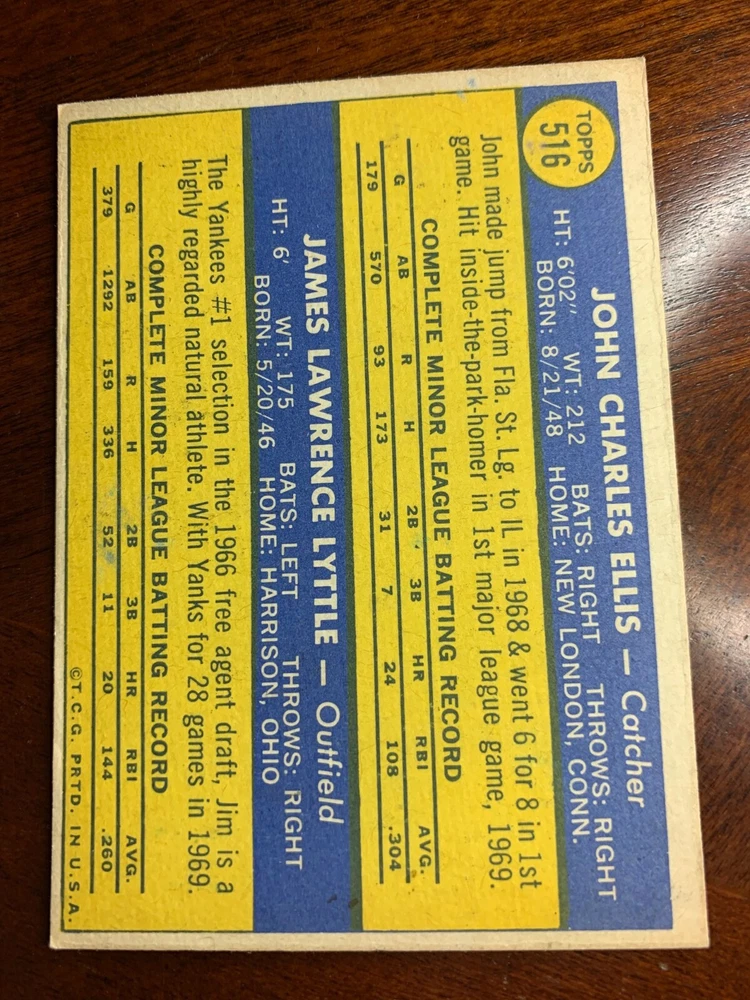 TOPPS
516
JOHN CHARLES ELLIS — Catcher
HT: 6'02" WT: 212 BATS: RIGHT THROWS: RIGHT
BORN: 8/21/48 HOME: NEW LONDON, CONN.
John made jump from Fla. St. Lg. to IL in 1968 & went 6 for 8 in 1st
game. Hit inside-the-park-homer in 1st major league game, 1969.
COMPLETE MINOR LEAGUE BATTING RECORD
G AB R H 2B 3B HR RBI AVG.
179 570 93 173 31 7 24 108 .304
JAMES LAWRENCE LYTTLE — Outfield
HT: 6' WT: 175 BATS: LEFT THROWS: RIGHT
BORN: 5/20/46 HOME: HARRISON, OHIO
The Yankees #1 selection in the 1966 free agent draft, Jim is a
highly regarded natural athlete. With Yanks for 28 games in 1969.
COMPLETE MINOR LEAGUE BATTING RECORD
G AB R H 2B 3B HR RBI AVG.
379 1292 159 336 52 11 20 144 .260
©T.C.G. PRTD. IN U.S.A.